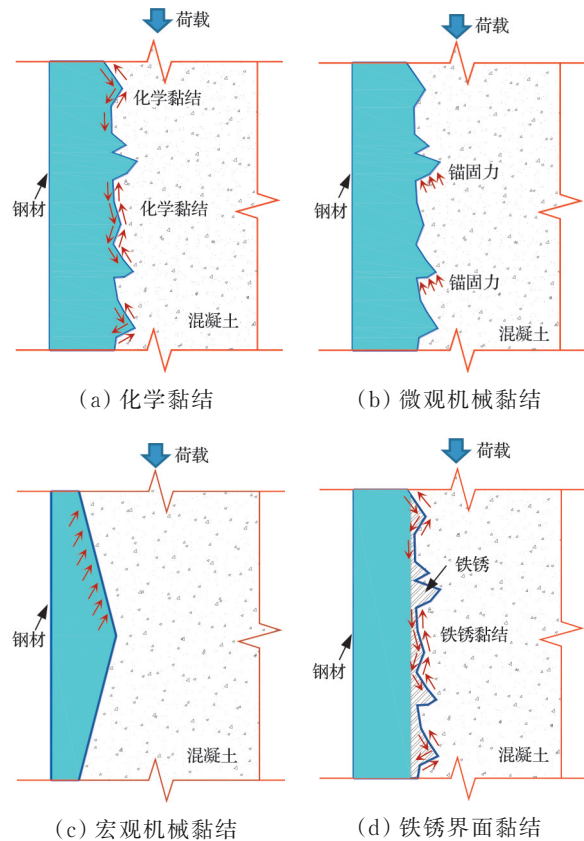 荷载
化学黏结
化学黏结
钢材
混凝土
(a) 化学黏结
荷载
锚固力
钢材
锚固力
混凝土
(b) 微观机械黏结
荷载
钢材
混凝土
(c) 宏观机械黏结
荷载
铁锈
铁锈黏结
钢材
混凝土
(d) 铁锈界面黏结